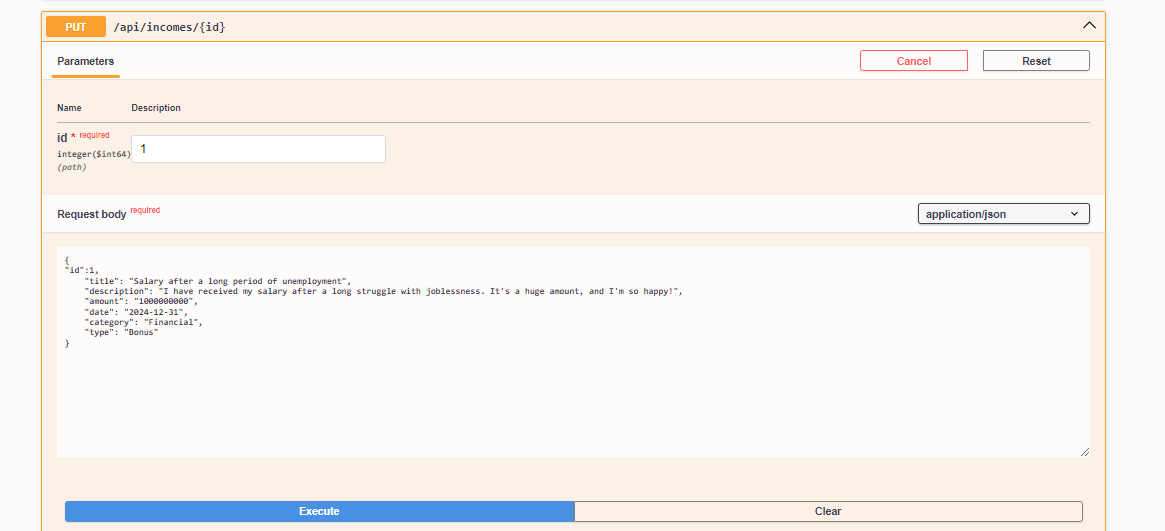 PUT /api/incomes/{id}
Parameters Cancel Reset
Name Description
id * required
integer($int64) 1
(path)
Request body required application/json
{
"id":1,
    "title": "Salary after a long period of unemployment",
    "description": "I have received my salary after a long struggle with joblessness. It's a huge amount, and I'm so happy!",
    "amount": "1000000000",
    "date": "2024-12-31",
    "category": "Financial",
    "type": "Bonus"
}
Execute Clear